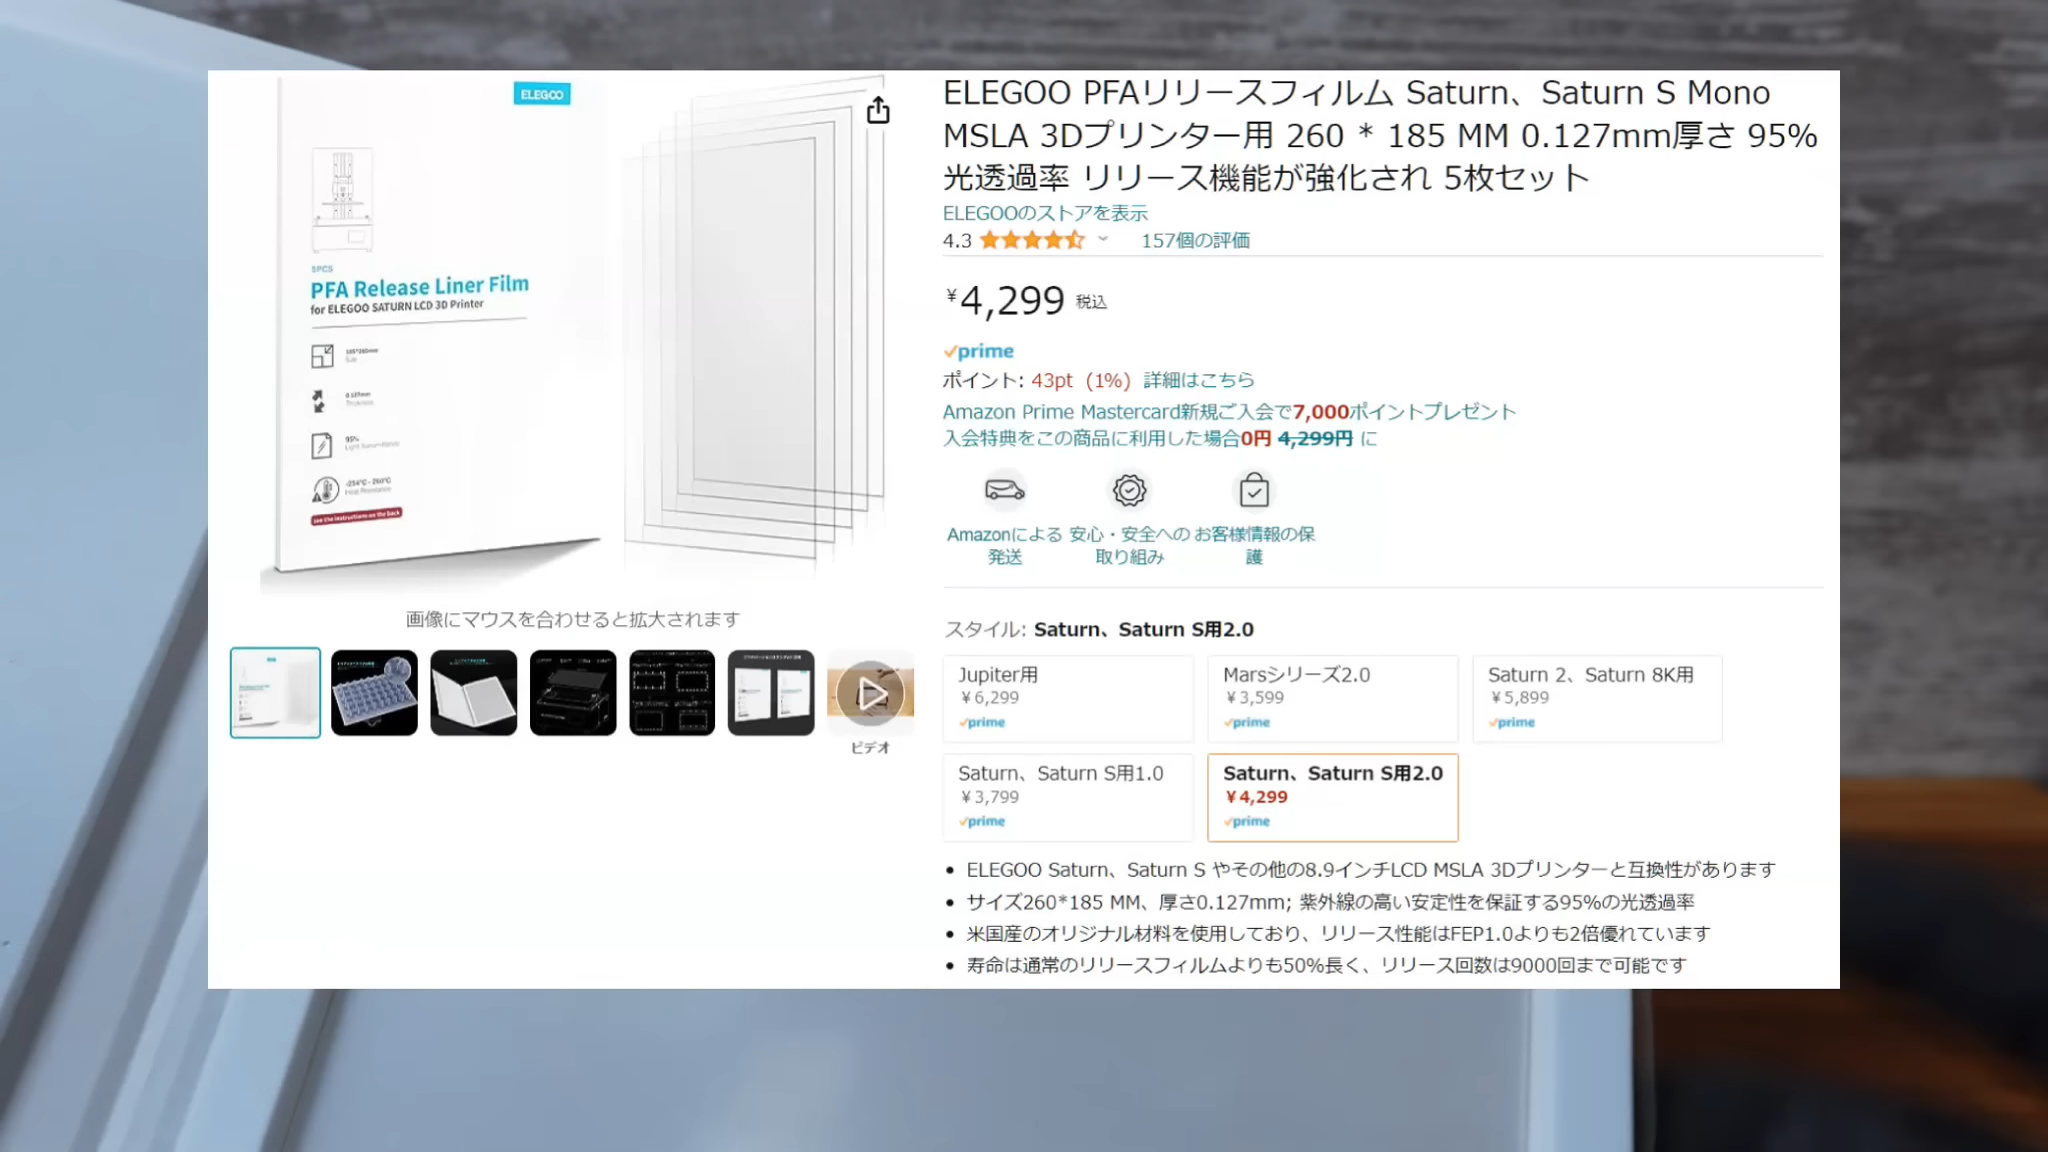 ELEGOO
5PCS
PFA Release Liner Film
for ELEGOO SATURN LCD 3D Printer
185*260mm
Size
0.127mm
Thickness
95%
-254°C - 260°C
Heat Resistance
see the instructions on the back
画像にマウスを合わせると拡大されます
ビデオ
ELEGOO PFAリリースフィルム Saturn、Saturn S Mono
MSLA 3Dプリンター用 260 * 185 MM 0.127mm厚さ 95%
光透過率 リリース機能が強化され 5枚セット
ELEGOOのストアを表示
4.3 157個の評価
¥4,299 税込
prime
ポイント: 43pt (1%) 詳細はこちら
Amazon Prime Mastercard新規ご入会で7,000ポイントプレゼント
入会特典をこの商品に利用した場合0円 4,299円 に
Amazonによる発送
安心・安全への取り組み
お客様情報の保護
スタイル: Saturn、Saturn S用2.0
Jupiter用
¥6,299
prime
Marsシリーズ2.0
¥3,599
prime
Saturn 2、Saturn 8K用
¥5,899
prime
Saturn、Saturn S用1.0
¥3,799
prime
Saturn、Saturn S用2.0
¥4,299
prime
• ELEGOO Saturn、Saturn S やその他の8.9インチLCD MSLA 3Dプリンターと互換性があります
• サイズ260*185 MM、厚さ0.127mm; 紫外線の高い安定性を保証する95%の光透過率
• 米国産のオリジナル材料を使用しており、リリース性能はFEP1.0よりも2倍優れています
• 寿命は通常のリリースフィルムよりも50%長く、リリース回数は9000回まで可能です